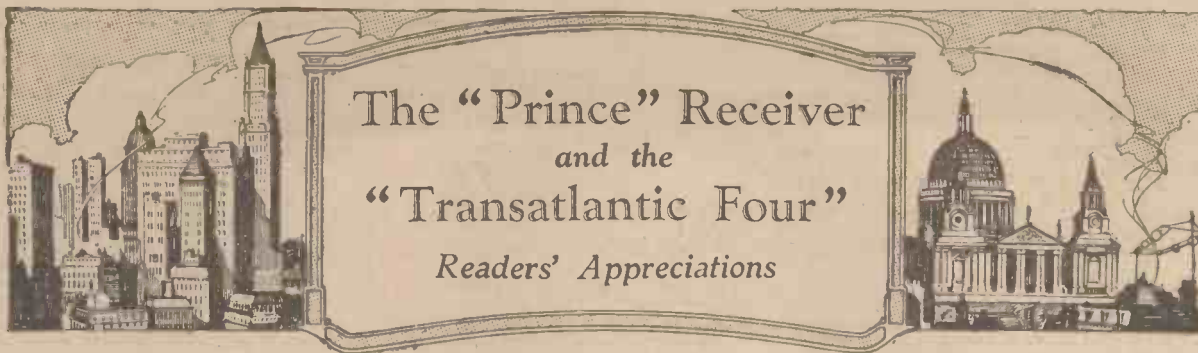 The “Prince” Receiver
and the
“Transatlantic Four”
Readers’ Appreciations